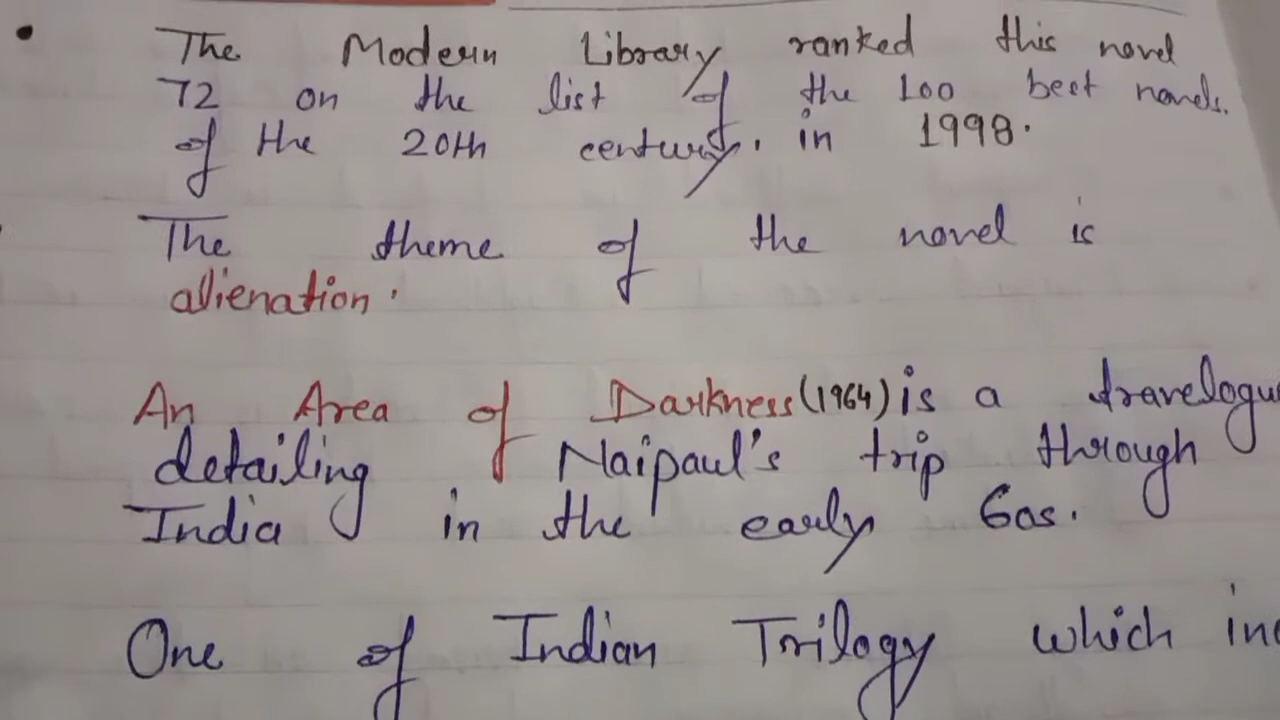 The Modern Library ranked this novel
72 on the list of the 100 best novels.
of the 20th century. in 1998.
The theme of the novel is
alienation.
An Area of Darkness (1964) is a travelogu
detailing Naipaul's trip through
India in the early 60s.
One of Indian Trilogy which inc